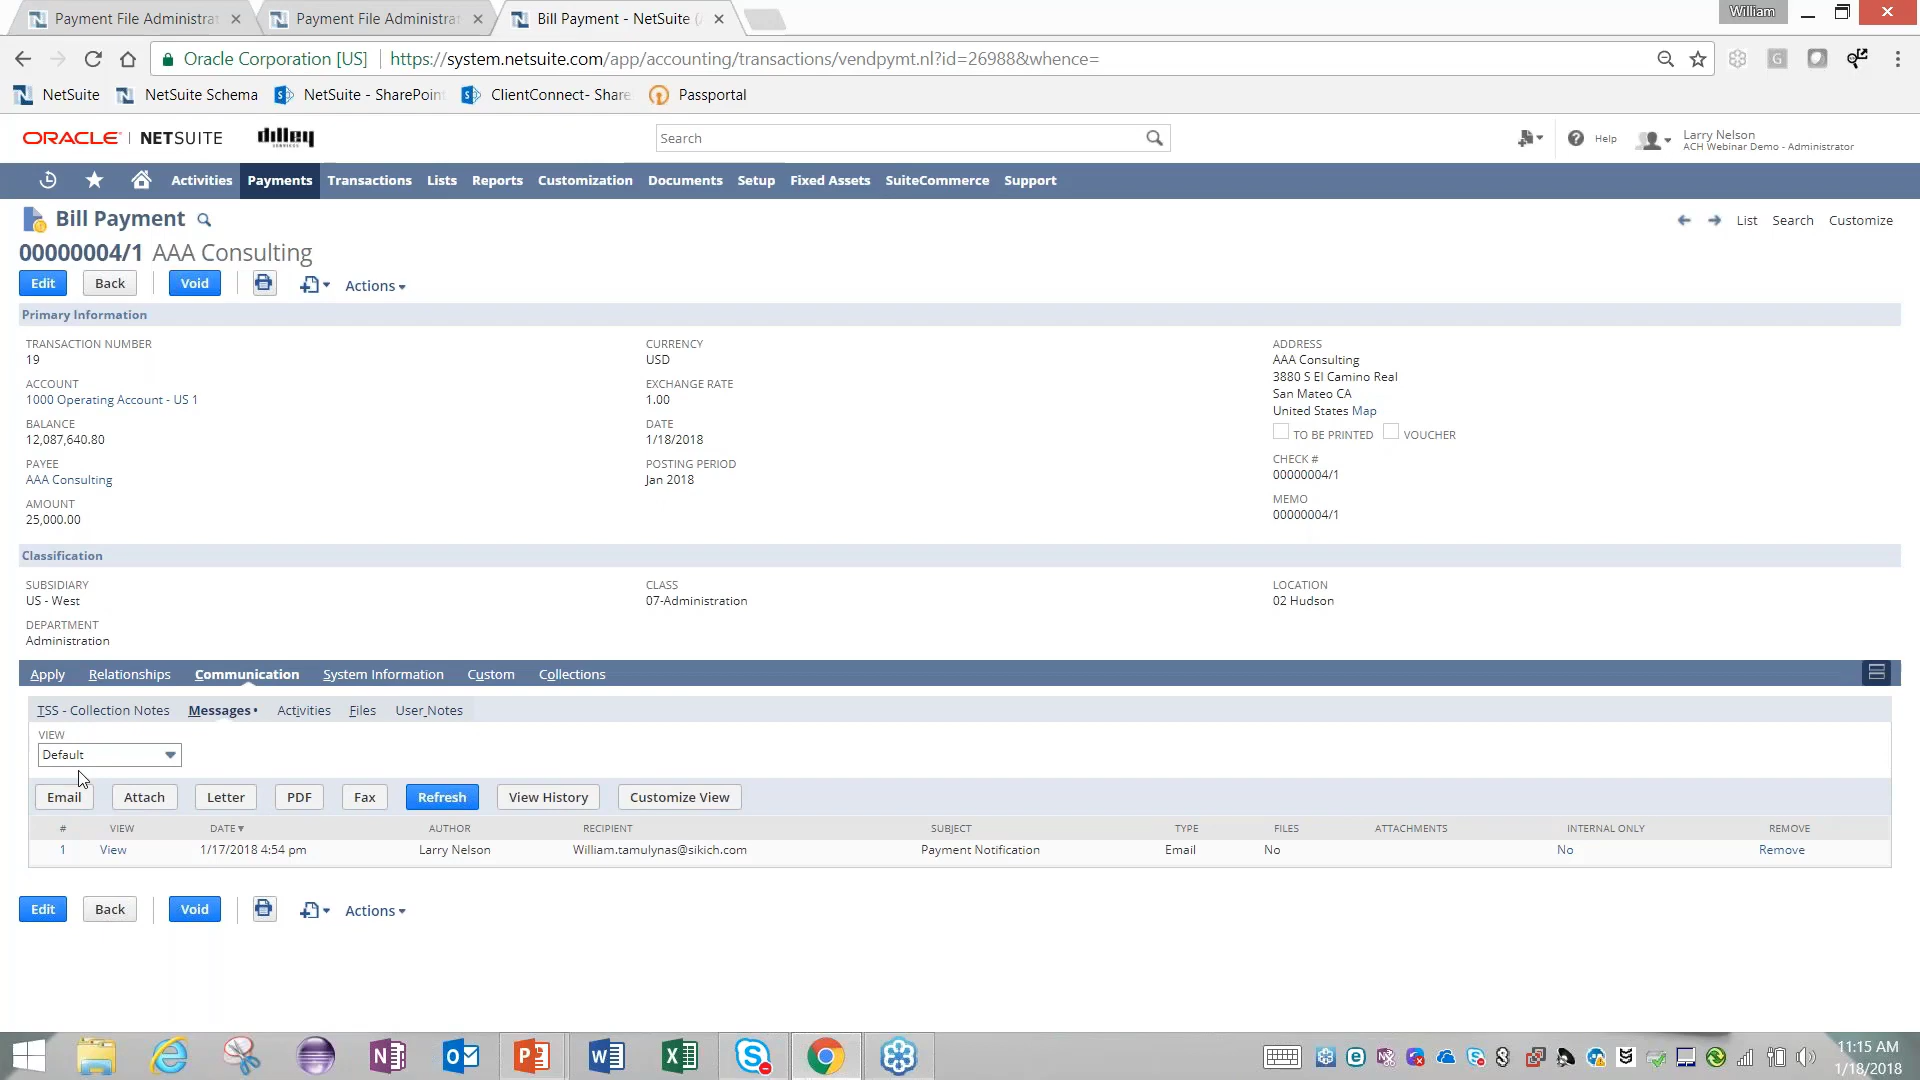 Payment File Administrat
Payment File Administrat
Bill Payment - NetSuite (
William
Oracle Corporation [US]
https://system.netsuite.com/app/accounting/transactions/vendpymt.nl?id=26988&whence=
NetSuite
NetSuite Schema
NetSuite - SharePoint
ClientConnect- Share
Passportal
ORACLE | NETSUITE
dilley
SERVICES
Search
Help
Larry Nelson
ACH Webinar Demo - Administrator
Activities
Payments
Transactions
Lists
Reports
Customization
Documents
Setup
Fixed Assets
SuiteCommerce
Support
Bill Payment
List
Search
Customize
00000004/1 AAA Consulting
Edit
Back
Void
Actions
Primary Information
TRANSACTION NUMBER
19
ACCOUNT
1000 Operating Account - US 1
BALANCE
12,087,640.80
PAYEE
AAA Consulting
AMOUNT
25,000.00
CURRENCY
USD
EXCHANGE RATE
1.00
DATE
1/18/2018
POSTING PERIOD
Jan 2018
ADDRESS
AAA Consulting
3880 S El Camino Real
San Mateo CA
United States Map
TO BE PRINTED
VOUCHER
CHECK #
00000004/1
MEMO
00000004/1
Classification
SUBSIDIARY
US - West
DEPARTMENT
Administration
CLASS
07-Administration
LOCATION
02 Hudson
Apply
Relationships
Communication
System Information
Custom
Collections
TSS - Collection Notes
Messages •
Activities
Files
User Notes
VIEW
Default
Email
Attach
Letter
PDF
Fax
Refresh
View History
Customize View
# VIEW DATE▼ AUTHOR RECIPIENT SUBJECT TYPE FILES ATTACHMENTS INTERNAL ONLY REMOVE
1 View 1/17/2018 4:54 pm Larry Nelson William.tamulynas@sikich.com Payment Notification Email No No Remove
Edit
Back
Void
Actions
11:15 AM
1/18/2018